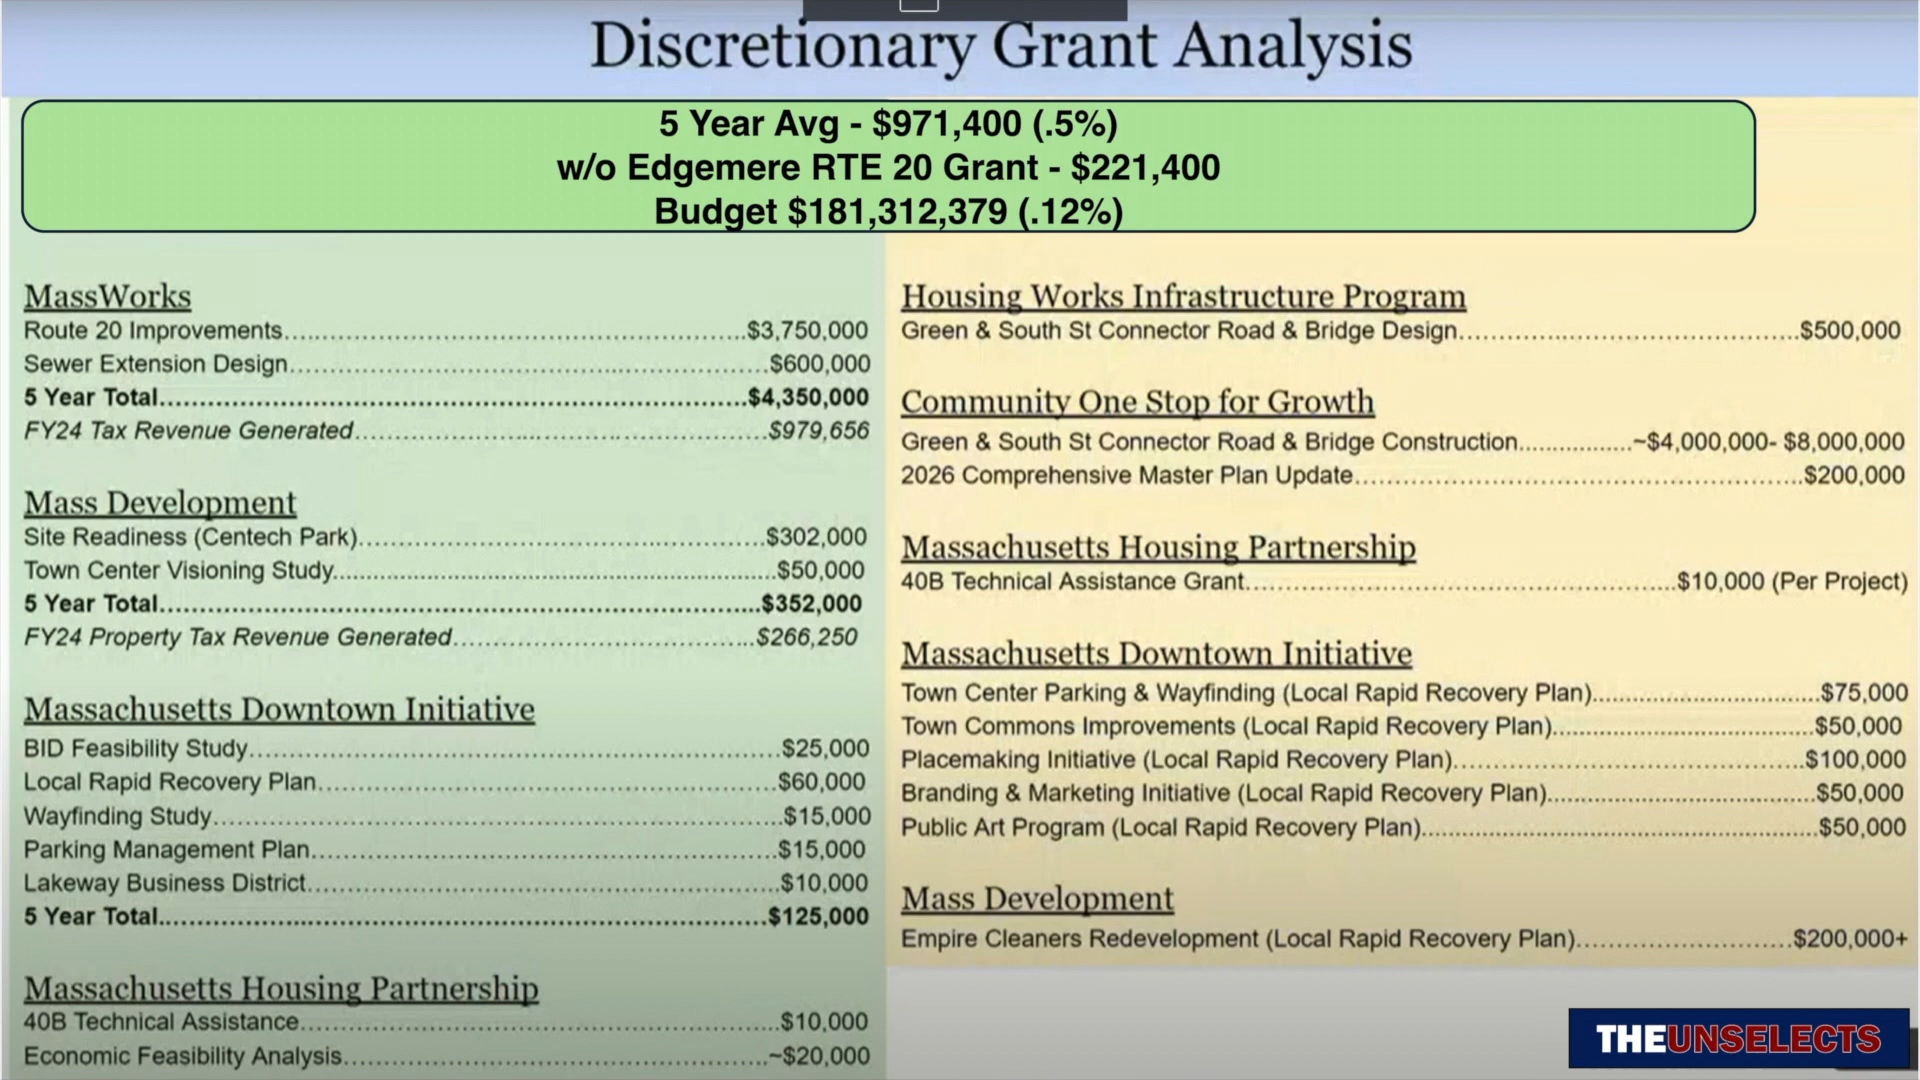 Discretionary Grant Analysis
5 Year Avg - $971,400 (.5%)
w/o Edgemere RTE 20 Grant - $221,400
Budget $181,312,379 (.12%)
MassWorks
Route 20 Improvements..........$3,750,000
Sewer Extension Design..........$600,000
5 Year Total..........$4,350,000
FY24 Tax Revenue Generated..........$979,656
Mass Development
Site Readiness (Centech Park)..........$302,000
Town Center Visioning Study..........$50,000
5 Year Total..........$352,000
FY24 Property Tax Revenue Generated..........$266,250
Massachusetts Downtown Initiative
BID Feasibility Study..........$25,000
Local Rapid Recovery Plan..........$60,000
Wayfinding Study..........$15,000
Parking Management Plan..........$15,000
Lakeway Business District..........$10,000
5 Year Total..........$125,000
Massachusetts Housing Partnership
40B Technical Assistance..........$10,000
Economic Feasibility Analysis..........~$20,000
Housing Works Infrastructure Program
Green & South St Connector Road & Bridge Design..........$500,000
Community One Stop for Growth
Green & South St Connector Road & Bridge Construction..........~$4,000,000- $8,000,000
2026 Comprehensive Master Plan Update..........$200,000
Massachusetts Housing Partnership
40B Technical Assistance Grant..........$10,000 (Per Project)
Massachusetts Downtown Initiative
Town Center Parking & Wayfinding (Local Rapid Recovery Plan)..........$75,000
Town Commons Improvements (Local Rapid Recovery Plan)..........$50,000
Placemaking Initiative (Local Rapid Recovery Plan)..........$100,000
Branding & Marketing Initiative (Local Rapid Recovery Plan)..........$50,000
Public Art Program (Local Rapid Recovery Plan)..........$50,000
Mass Development
Empire Cleaners Redevelopment (Local Rapid Recovery Plan)..........$200,000+
THEUNSELECTS